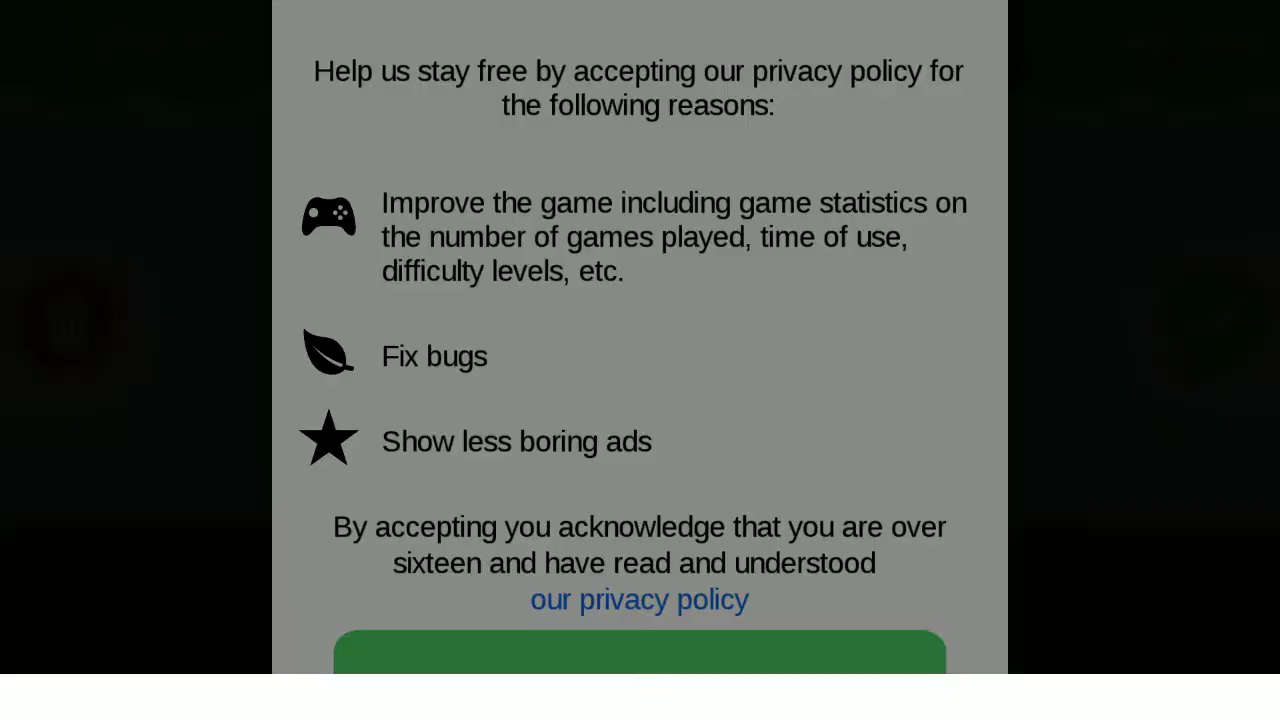 Help us stay free by accepting our privacy policy for
the following reasons:
Improve the game including game statistics on
the number of games played, time of use,
difficulty levels, etc.
Fix bugs
Show less boring ads
By accepting you acknowledge that you are over
sixteen and have read and understood
our privacy policy